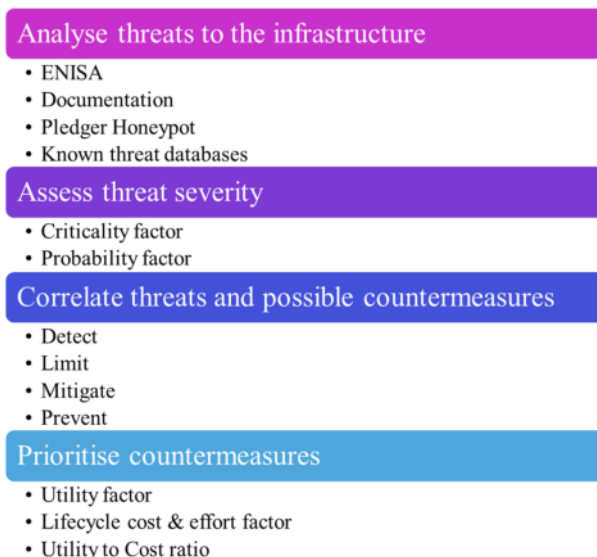 Analyse threats to the infrastructure
• ENISA
• Documentation
• Pledger Honeypot
• Known threat databases
Assess threat severity
• Criticality factor
• Probability factor
Correlate threats and possible countermeasures
• Detect
• Limit
• Mitigate
• Prevent
Prioritise countermeasures
• Utility factor
• Lifecycle cost & effort factor
• Utility to Cost ratio